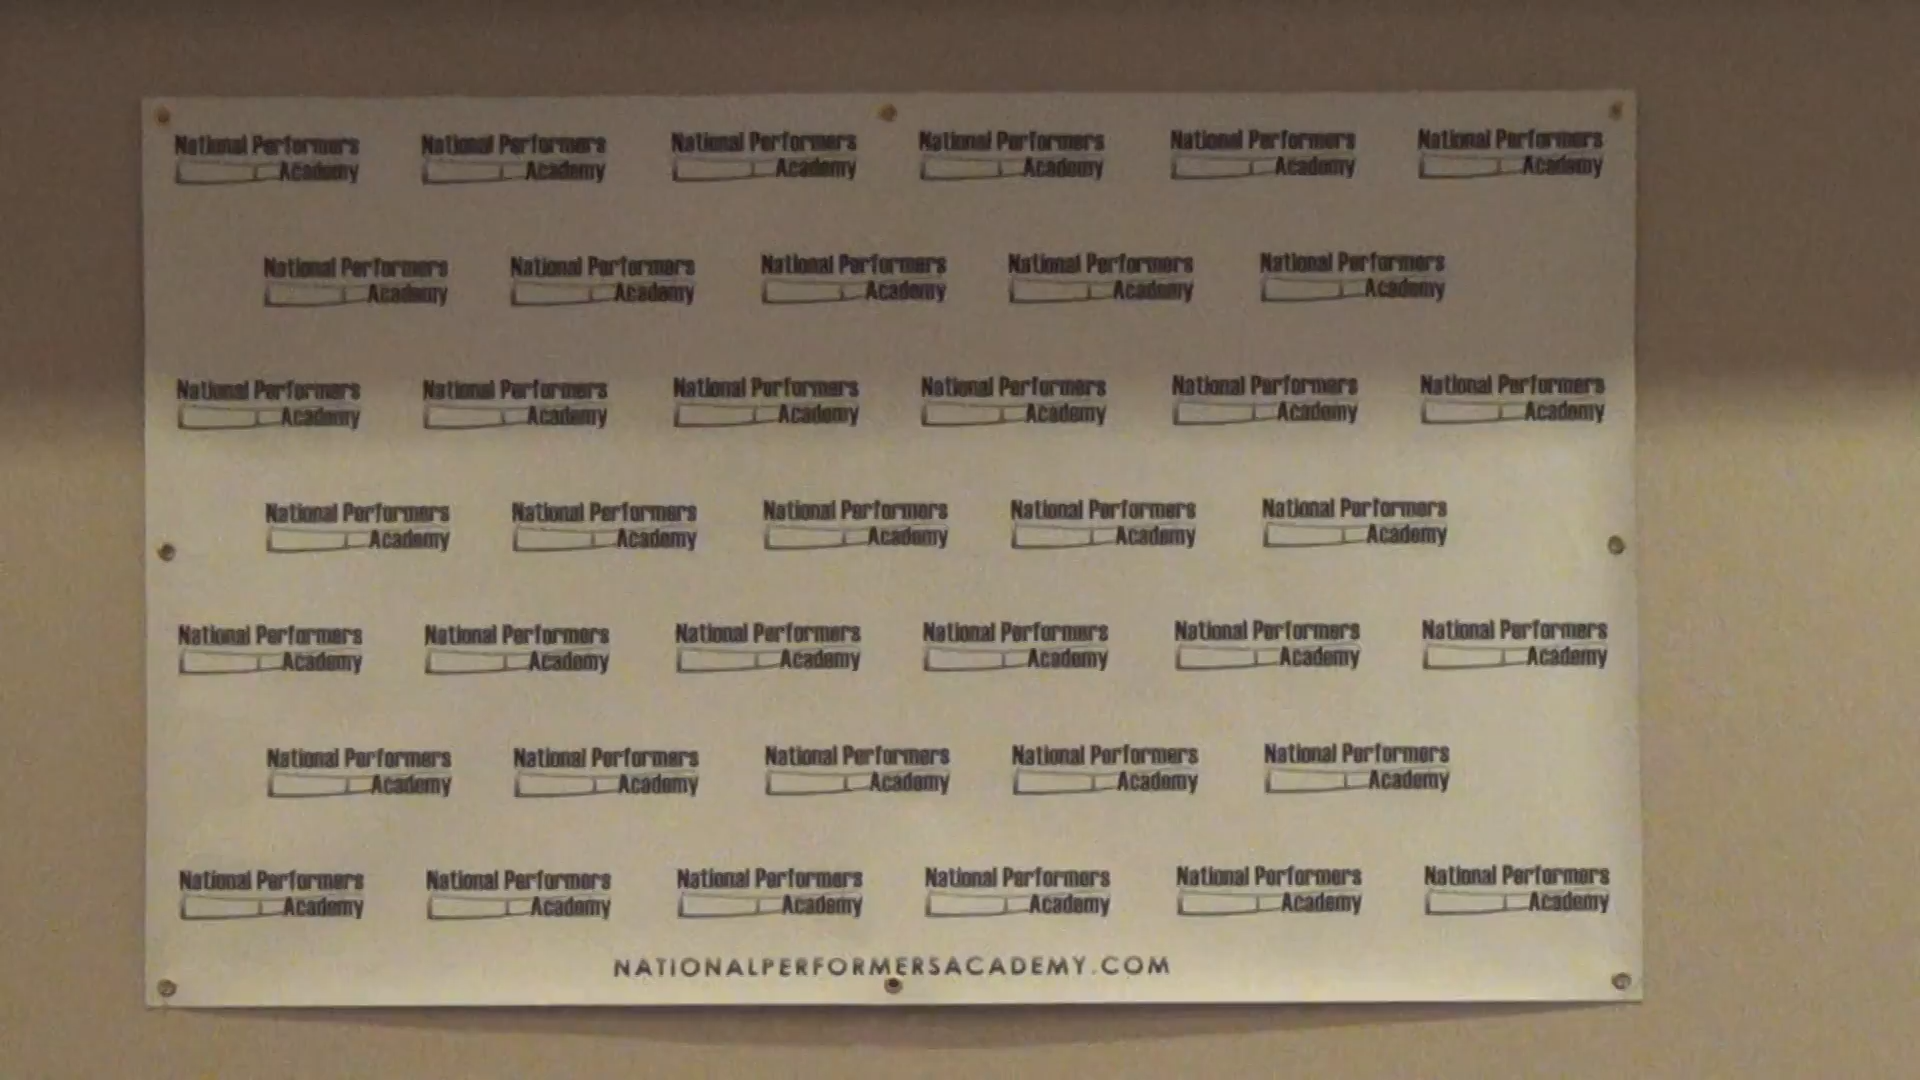 National Performers National Performers National Performers National Performers National Performers National Performers
Academy Academy Academy Academy Academy Academy
National Performers National Performers National Performers National Performers National Performers
Academy Academy Academy Academy Academy
National Performers National Performers National Performers National Performers National Performers National Performers
Academy Academy Academy Academy Academy Academy
National Performers National Performers National Performers National Performers National Performers
Academy Academy Academy Academy Academy
National Performers National Performers National Performers National Performers National Performers National Performers
Academy Academy Academy Academy Academy Academy
National Performers National Performers National Performers National Performers National Performers
Academy Academy Academy Academy Academy
National Performers National Performers National Performers National Performers National Performers National Performers
Academy Academy Academy Academy Academy Academy
NATIONALPERFORMERSACADEMY.COM